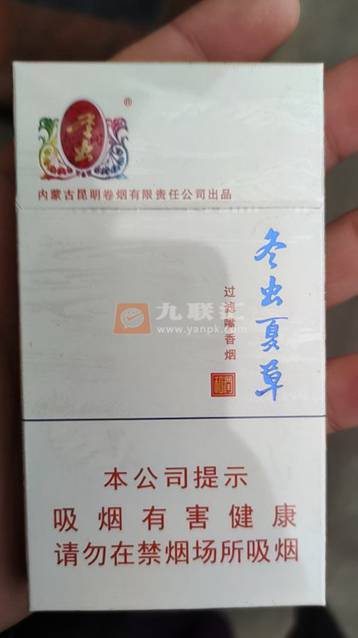 冬虫
®
内蒙古昆明卷烟有限责任公司出品
冬虫夏草
过滤嘴香烟
九联汇
www.yanpk.com
本公司提示
吸烟有害健康
请勿在禁烟场所吸烟